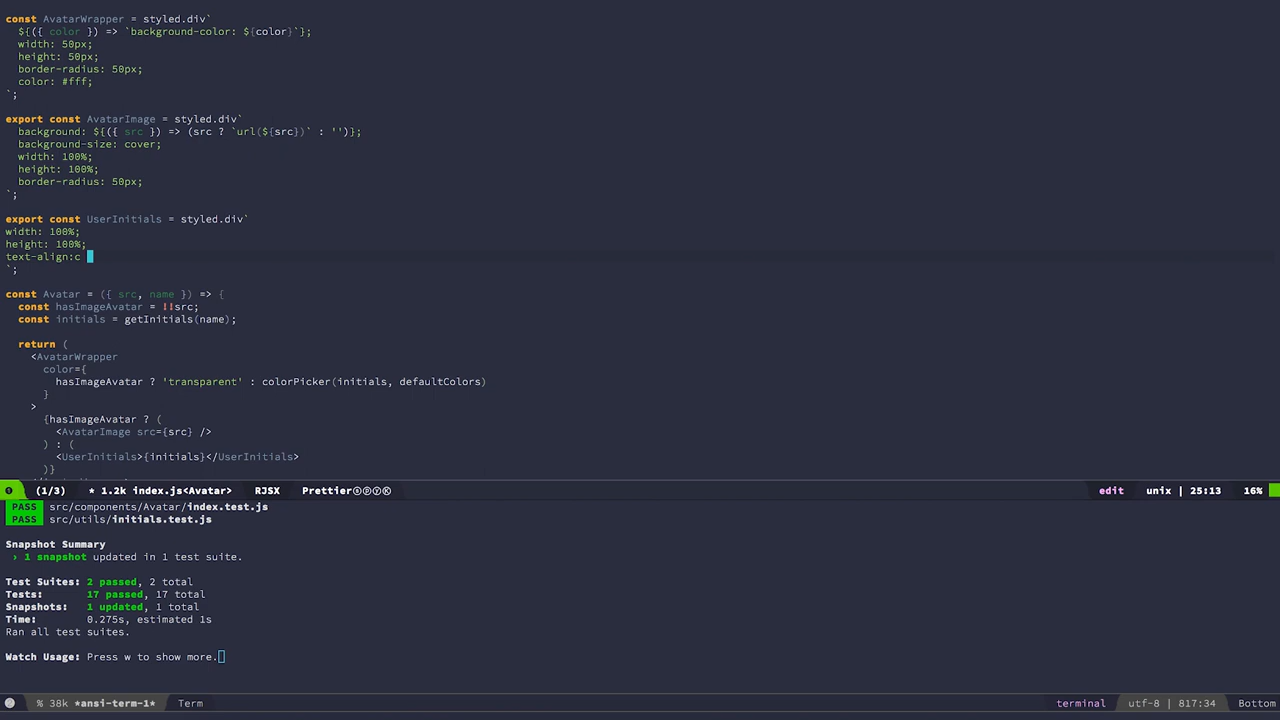 const AvatarWrapper = styled.div`
  ${({ color }) => `background-color: ${color}`};
  width: 50px;
  height: 50px;
  border-radius: 50px;
  color: #fff;
`;
export const AvatarImage = styled.div`
  background: ${({ src }) => (src ? `url(${src})` : '')};
  background-size: cover;
  width: 100%;
  height: 100%;
  border-radius: 50px;
`;
export const UserInitials = styled.div`
width: 100%;
height: 100%;
text-align:c
`;
const Avatar = ({ src, name }) => {
  const hasImageAvatar = !!src;
  const initials = getInitials(name);
  return (
    <AvatarWrapper
      color={
        hasImageAvatar ? 'transparent' : colorPicker(initials, defaultColors)
      }
    >
      {hasImageAvatar ? (
        <AvatarImage src={src} />
      ) : (
        <UserInitials>{initials}</UserInitials>
      )}
(1/3) * 1.2k index.js<Avatar> RJSX Prettierⓢⓟⓨⓚ edit unix | 25:13 16%
PASS src/components/Avatar/index.test.js
PASS src/utils/initials.test.js
Snapshot Summary
› 1 snapshot updated in 1 test suite.
Test Suites: 2 passed, 2 total
Tests: 17 passed, 17 total
Snapshots: 1 updated, 1 total
Time: 0.275s, estimated 1s
Ran all test suites.
Watch Usage: Press w to show more.
% 38k *ansi-term-1* Term terminal utf-8 | 817:34 Bottom